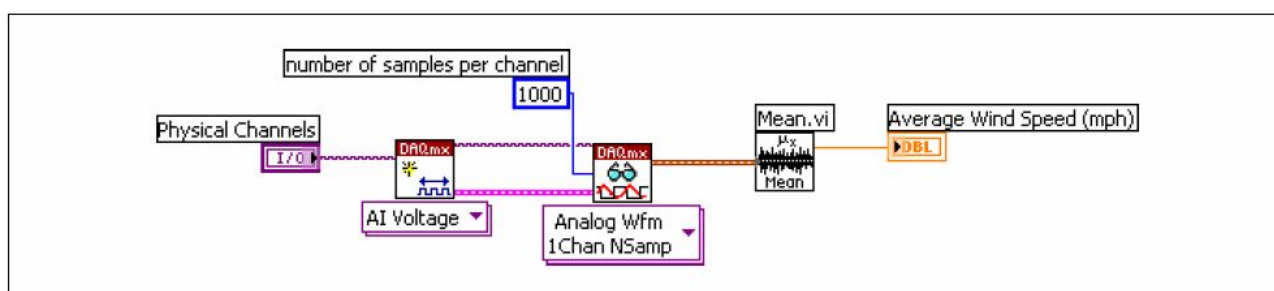 number of samples per channel
1000
Physical Channels
I/O
DAQmx
AI Voltage
DAQmx
Analog Wfm
1Chan NSamp
Mean.vi
μx
Mean
Average Wind Speed (mph)
DBL